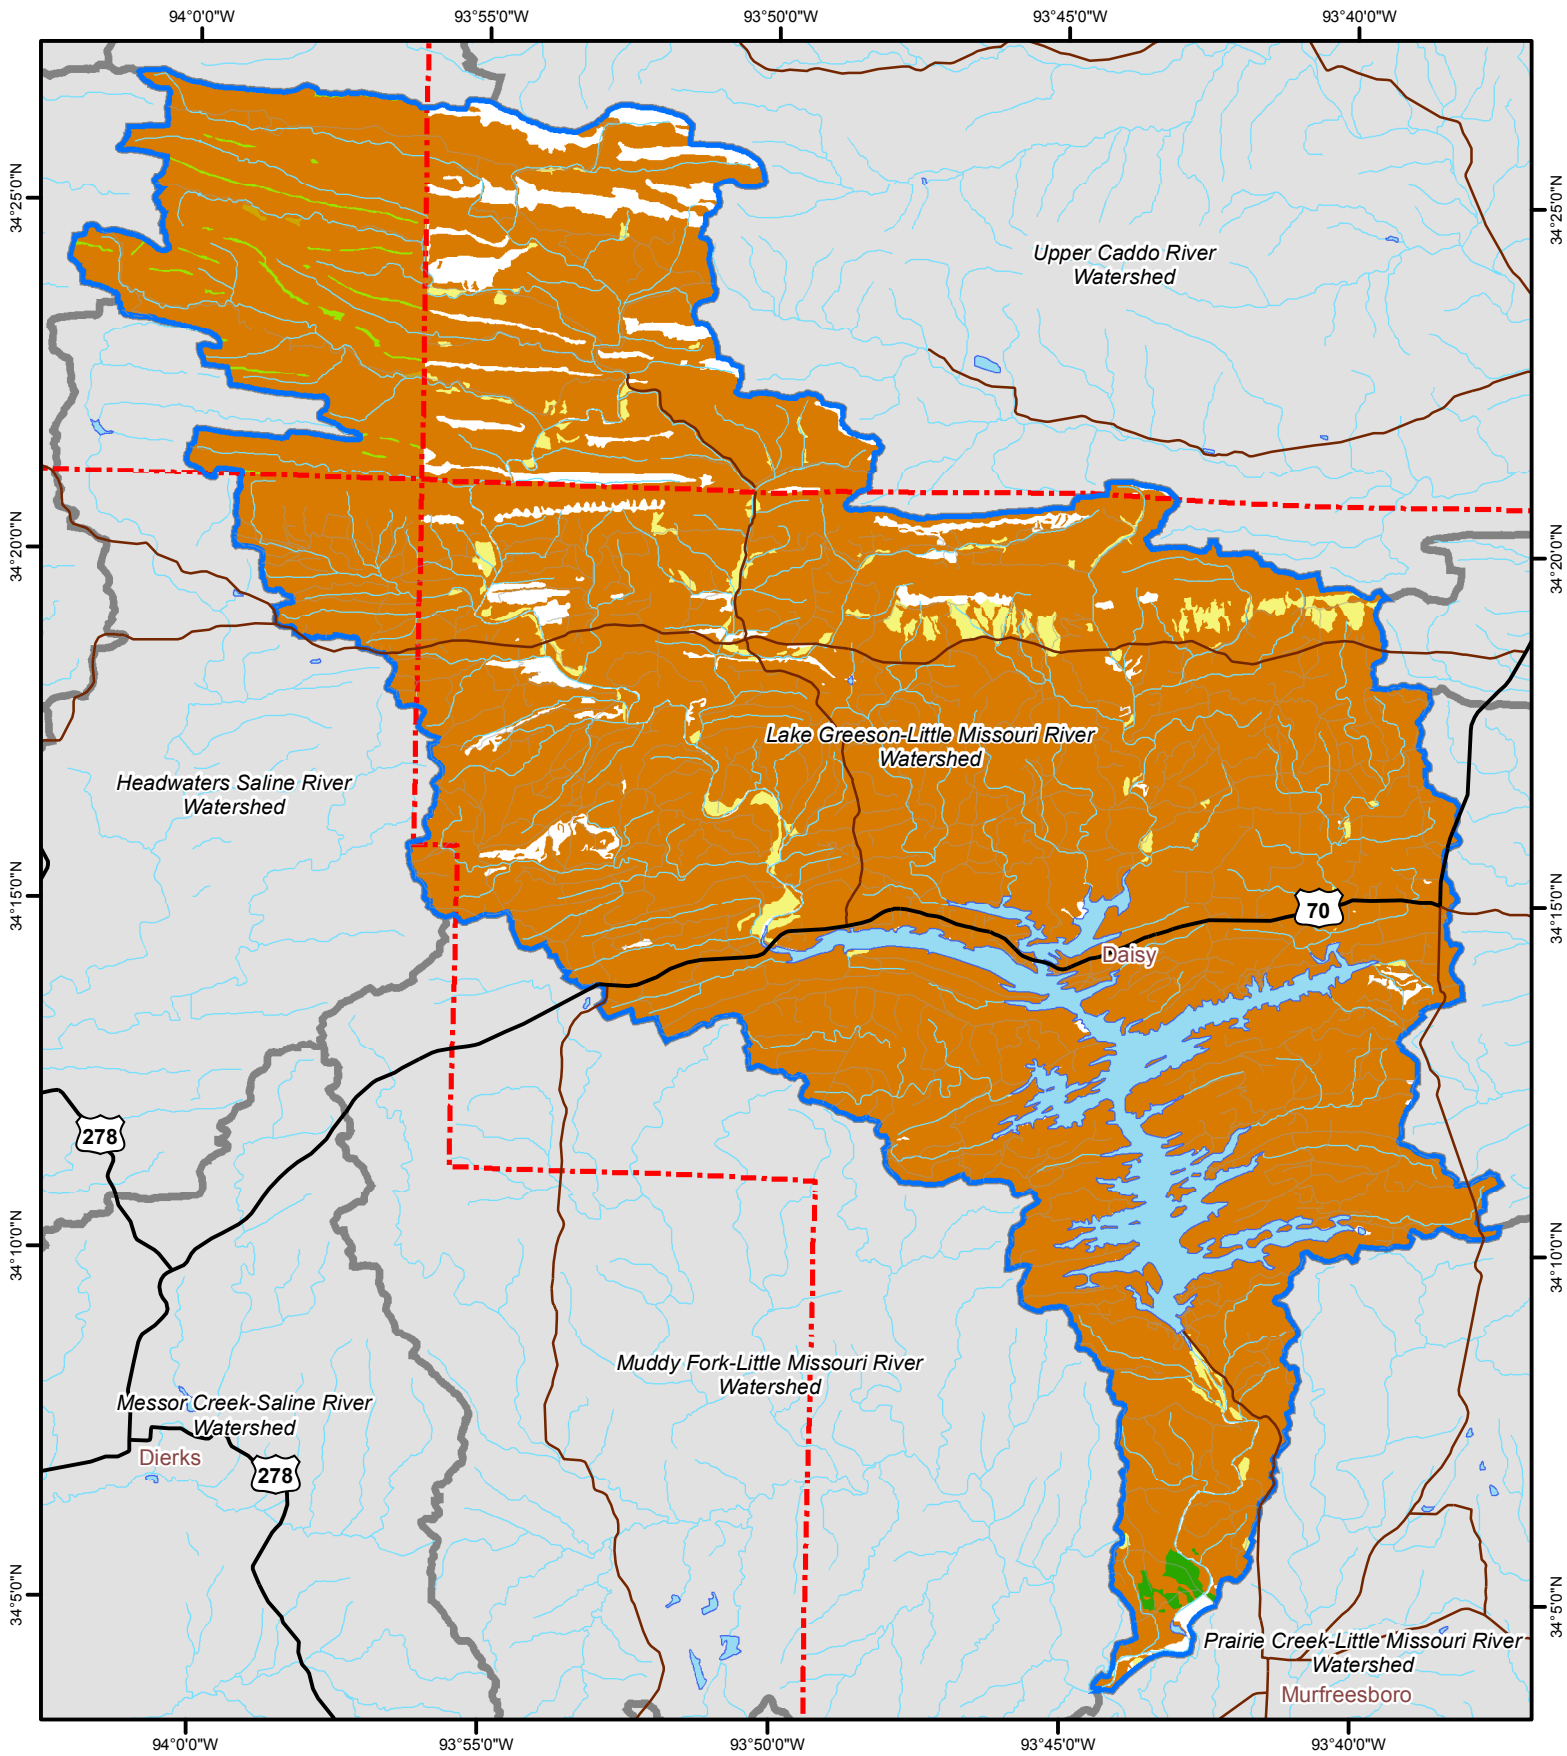 94°0'0"W
93°55'0"W
93°50'0"W
93°45'0"W
93°40'0"W
34°25'0"N
34°25'0"N
Upper Caddo River
Watershed
34°20'0"N
34°20'0"N
Lake Greeson-Little Missouri River
Watershed
Headwaters Saline River
Watershed
34°15'0"N
34°15'0"N
70
Daisy
278
34°10'0"N
34°10'0"N
Muddy Fork-Little Missouri River
Watershed
Messor Creek-Saline River
Watershed
Dierks
278
34°5'0"N
34°5'0"N
Prairie Creek-Little Missouri River
Watershed
Murfreesboro
94°0'0"W
93°55'0"W
93°50'0"W
93°45'0"W
93°40'0"W